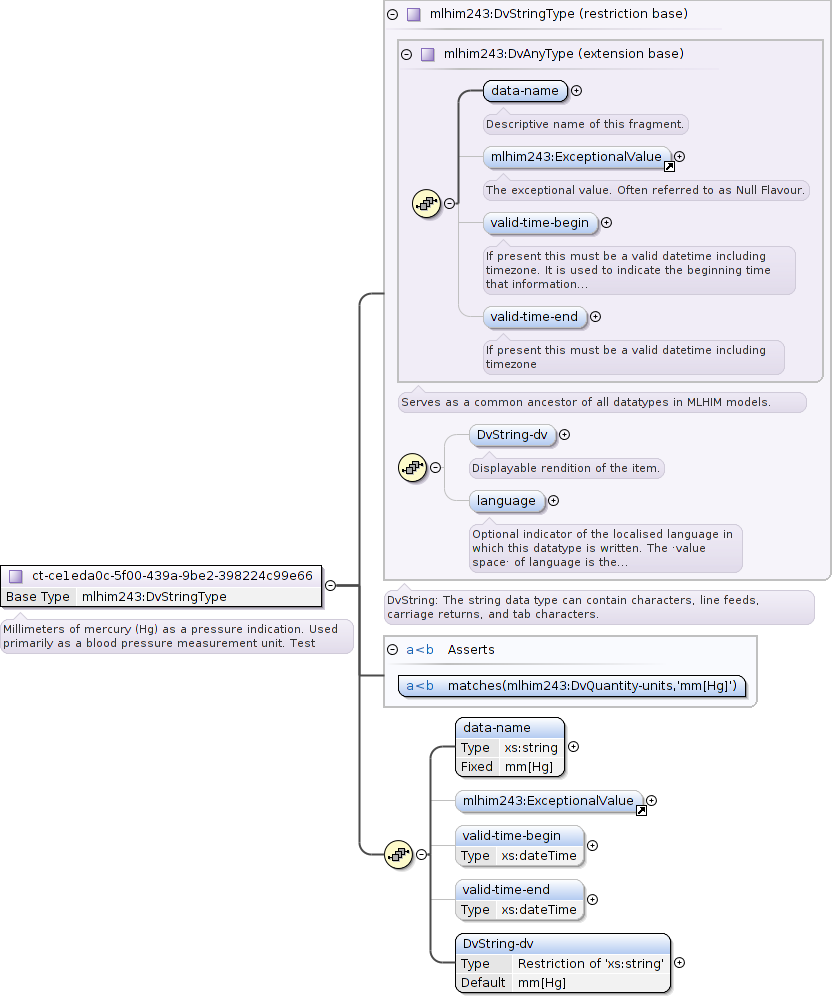 mlhim243:DvStringType (restriction base)
mlhim243:DvAnyType (extension base)
data-name
Descriptive name of this fragment.
mlhim243:ExceptionalValue
The exceptional value. Often referred to as Null Flavour.
valid-time-begin
If present this must be a valid datetime including
timezone. It is used to indicate the beginning time
that information...
valid-time-end
If present this must be a valid datetime including
timezone
Serves as a common ancestor of all datatypes in MLHIM models.
DvString-dv
Displayable rendition of the item.
language
Optional indicator of the localised language in
which this datatype is written. The ·value
space· of language is the...
DvString: The string data type can contain characters, line feeds,
carriage returns, and tab characters.
ct-ce1eda0c-5f00-439a-9be2-398224c99e66
Base Type mlhim243:DvStringType
Millimeters of mercury (Hg) as a pressure indication. Used
primarily as a blood pressure measurement unit. Test
a<b Asserts
a<b matches(mlhim243:DvQuantity-units,'mm[Hg]')
data-name
Type xs:string
Fixed mm[Hg]
mlhim243:ExceptionalValue
valid-time-begin
Type xs:dateTime
valid-time-end
Type xs:dateTime
DvString-dv
Type Restriction of 'xs:string'
Default mm[Hg]